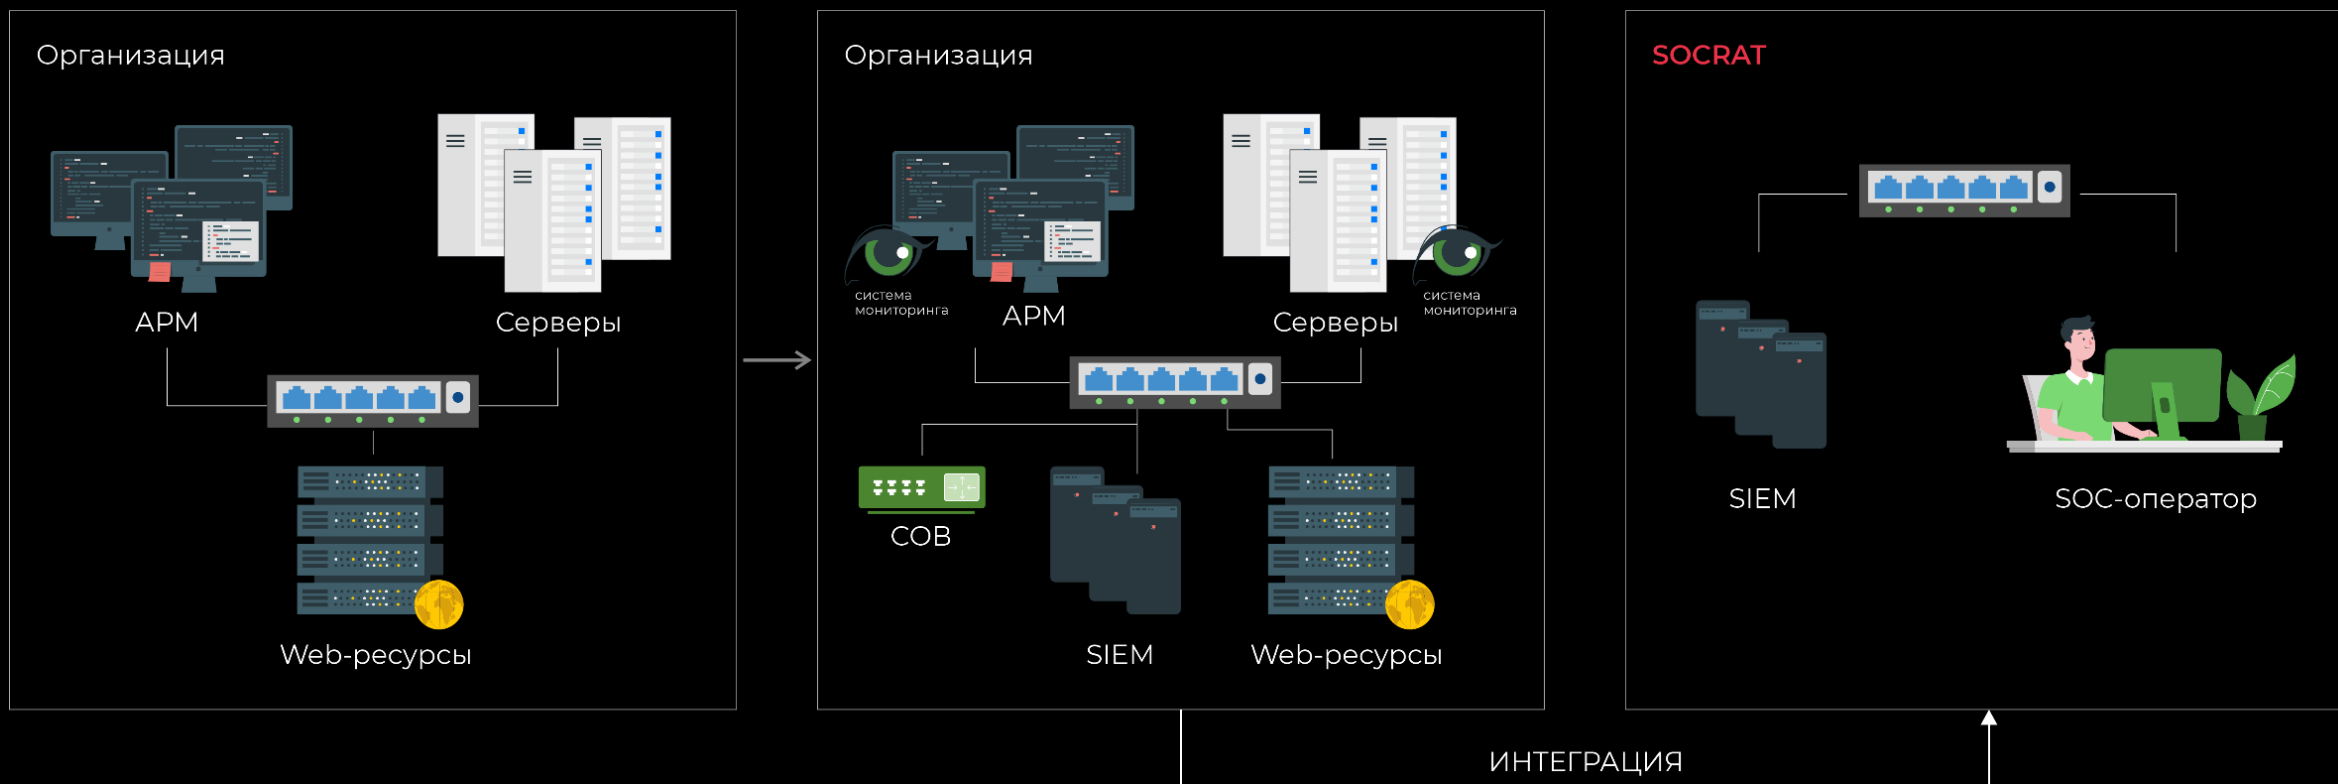 Организация
АРМ
Серверы
Web-ресурсы
Организация
система
мониторинга
АРМ
Серверы
система
мониторинга
СОВ
SIEM
Web-ресурсы
SOCRAT
SIEM
SOC-оператор
ИНТЕГРАЦИЯ